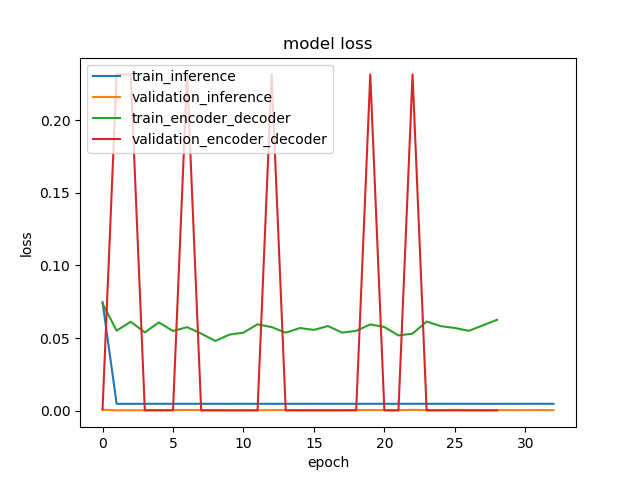 model loss
train_inference
validation_inference
train_encoder_decoder
validation_encoder_decoder
0.20
0.15
0.10
0.05
0.00
loss
0 5 10 15 20 25 30
epoch